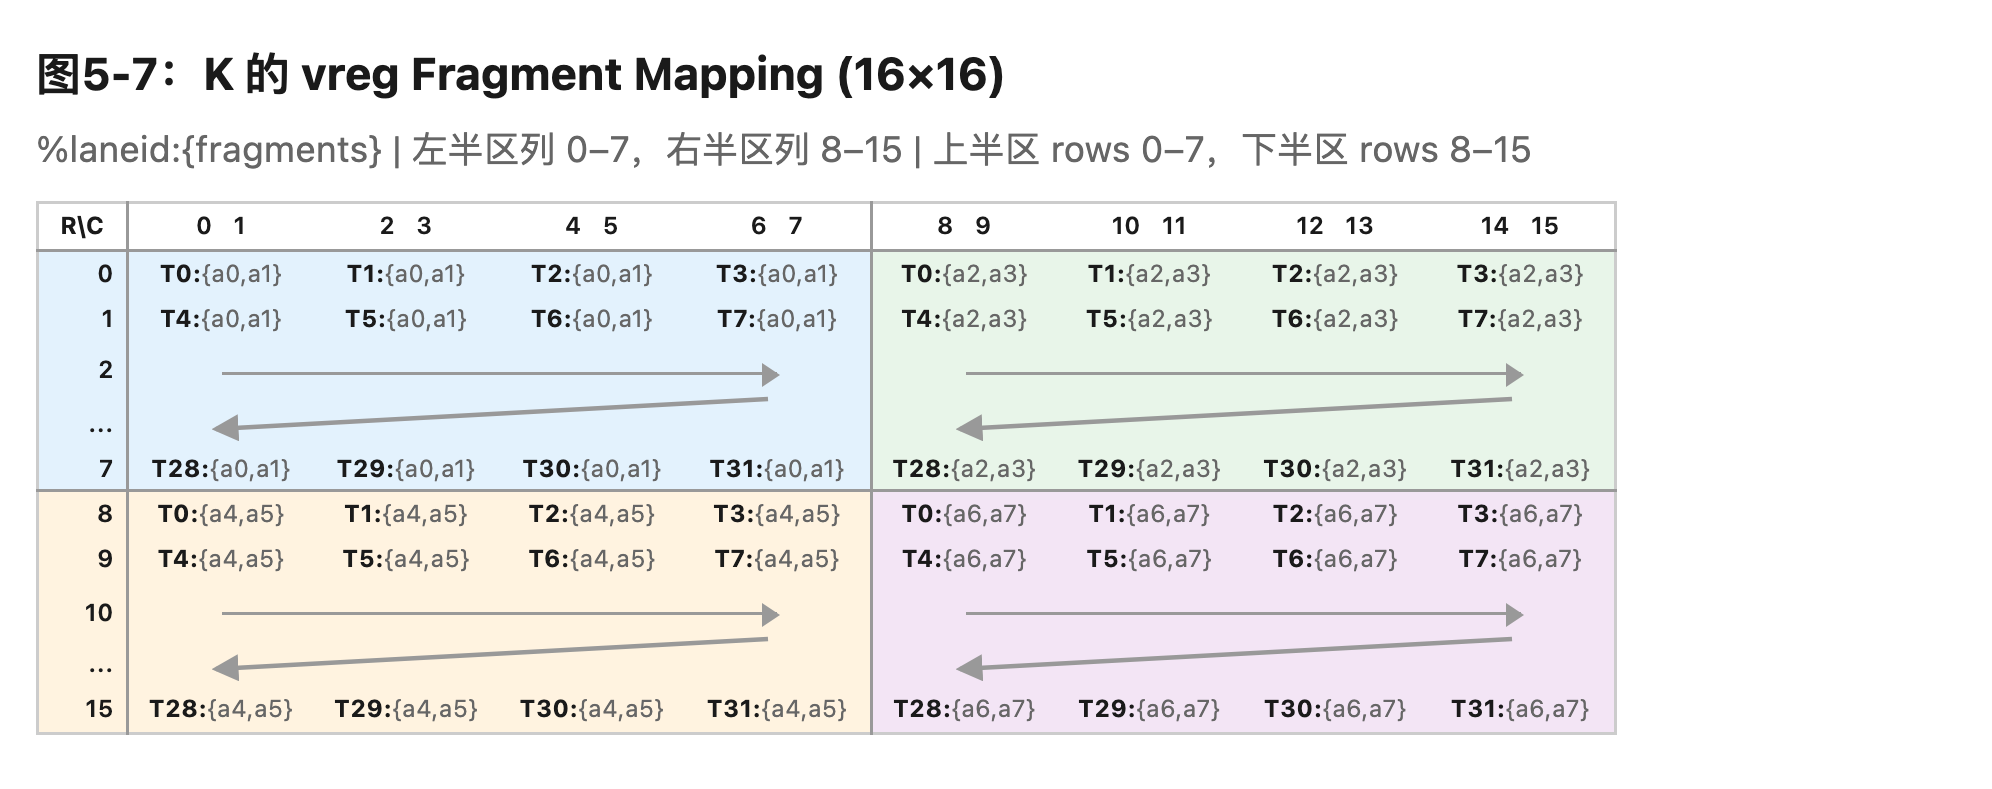 图5-7：K 的 vreg Fragment Mapping (16×16)
%laneid:{fragments} | 左半区列 0–7，右半区列 8–15 | 上半区 rows 0–7，下半区 rows 8–15
R\C 0 1 2 3 4 5 6 7 8 9 10 11 12 13 14 15
0 T0:{a0,a1} T1:{a0,a1} T2:{a0,a1} T3:{a0,a1} T0:{a2,a3} T1:{a2,a3} T2:{a2,a3} T3:{a2,a3}
1 T4:{a0,a1} T5:{a0,a1} T6:{a0,a1} T7:{a0,a1} T4:{a2,a3} T5:{a2,a3} T6:{a2,a3} T7:{a2,a3}
2
...
7 T28:{a0,a1} T29:{a0,a1} T30:{a0,a1} T31:{a0,a1} T28:{a2,a3} T29:{a2,a3} T30:{a2,a3} T31:{a2,a3}
8 T0:{a4,a5} T1:{a4,a5} T2:{a4,a5} T3:{a4,a5} T0:{a6,a7} T1:{a6,a7} T2:{a6,a7} T3:{a6,a7}
9 T4:{a4,a5} T5:{a4,a5} T6:{a4,a5} T7:{a4,a5} T4:{a6,a7} T5:{a6,a7} T6:{a6,a7} T7:{a6,a7}
10
...
15 T28:{a4,a5} T29:{a4,a5} T30:{a4,a5} T31:{a4,a5} T28:{a6,a7} T29:{a6,a7} T30:{a6,a7} T31:{a6,a7}